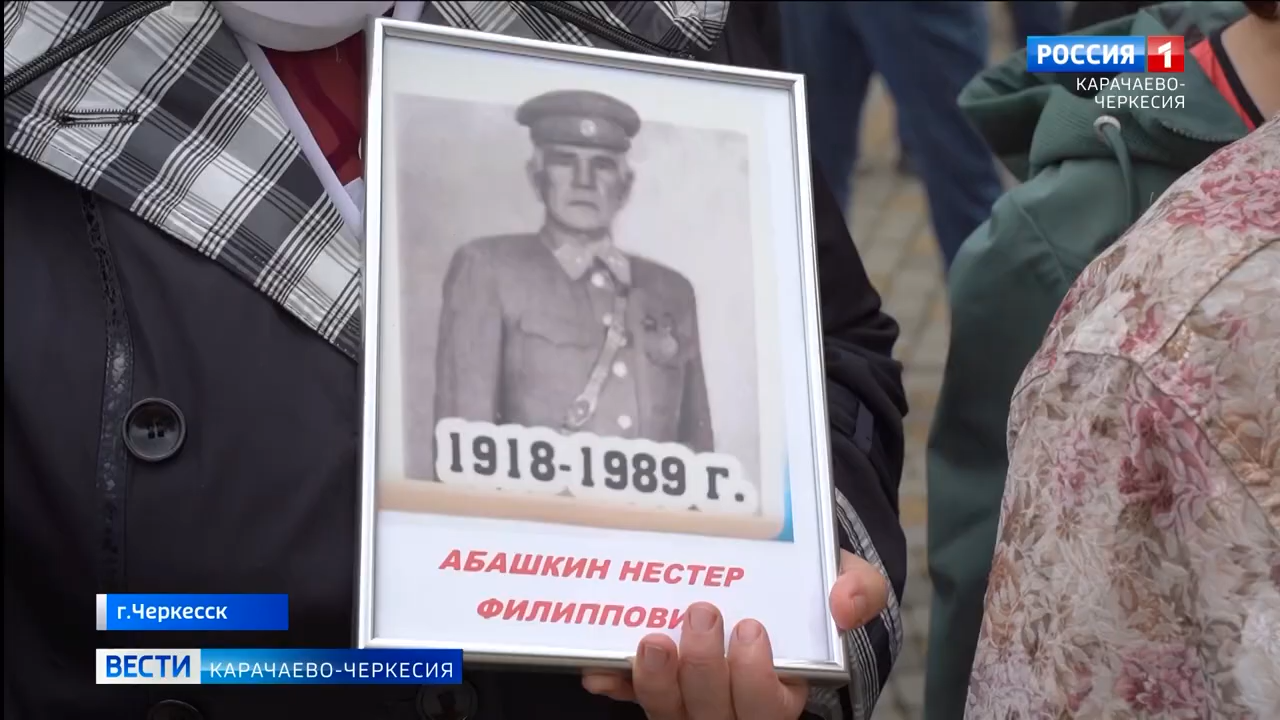 РОССИЯ 1
КАРАЧАЕВО-
ЧЕРКЕСИЯ
1918-1989 г.
АБАШКИН НЕСТЕР
ФИЛИППОВИ
г.Черкесск
ВЕСТИ КАРАЧАЕВО-ЧЕРКЕСИЯ